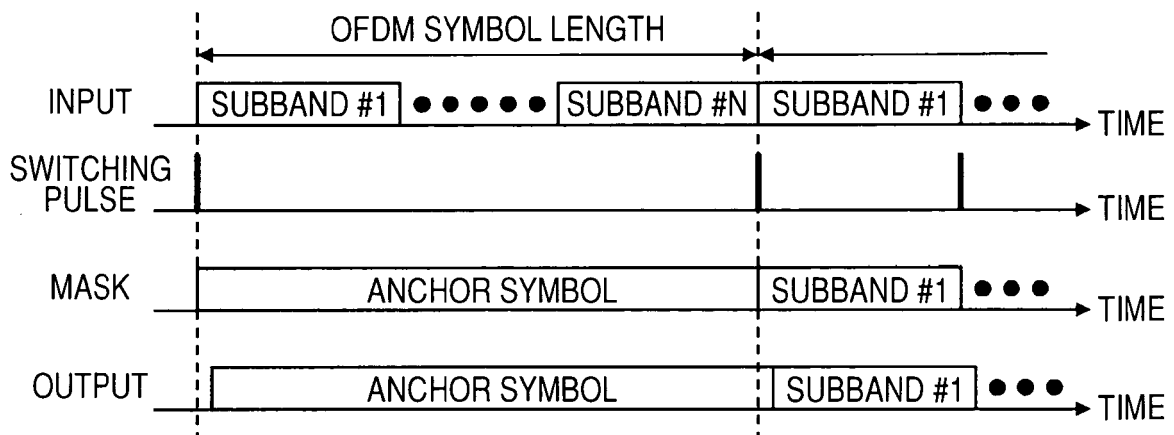 OFDM SYMBOL LENGTH
INPUT
SUBBAND #1
SUBBAND #N
SUBBAND #1
TIME
SWITCHING
PULSE
TIME
MASK
ANCHOR SYMBOL
SUBBAND #1
TIME
OUTPUT
ANCHOR SYMBOL
SUBBAND #1
TIME